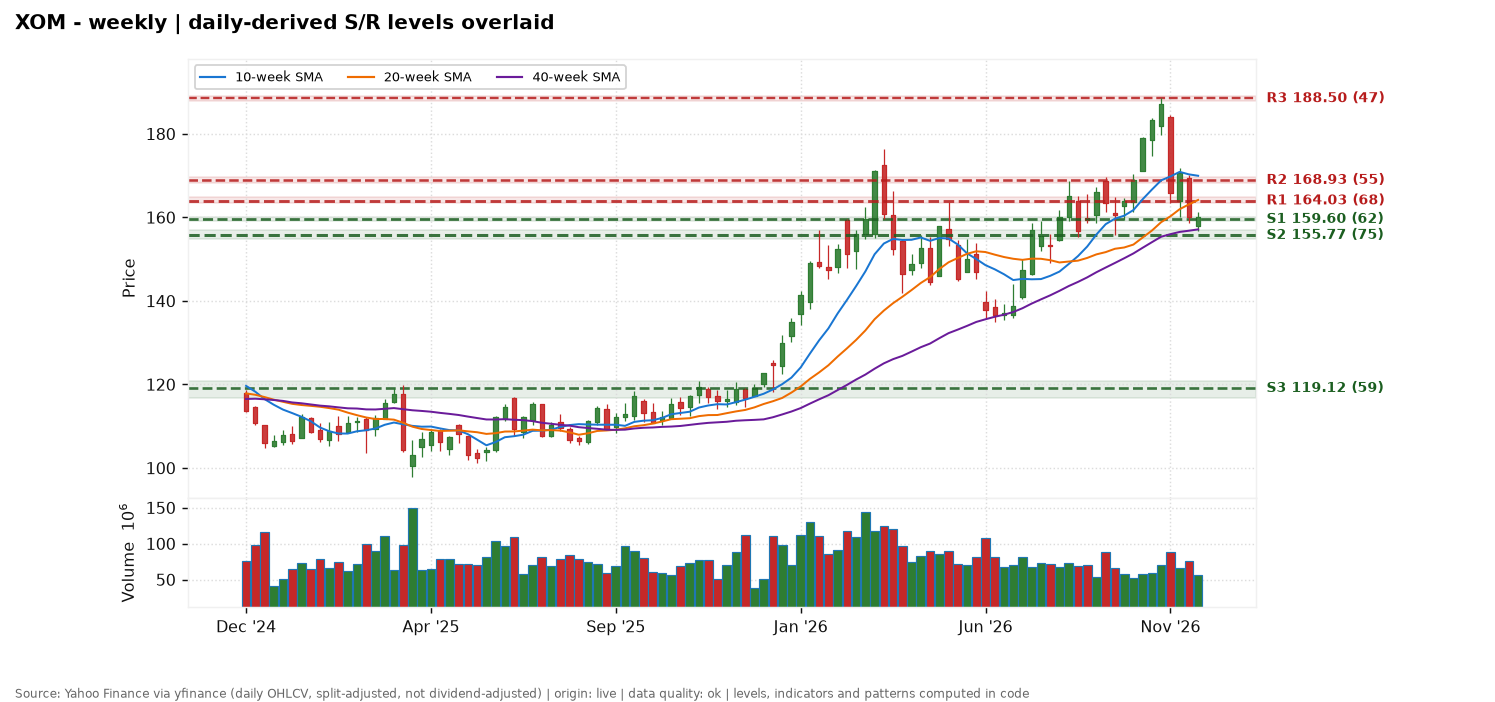 XOM - weekly | daily-derived S/R levels overlaid
10-week SMA
20-week SMA
40-week SMA
R3 188.50 (47)
R2 168.93 (55)
R1 164.03 (68)
S1 159.60 (62)
S2 155.77 (75)
S3 119.12 (59)
Price
180
160
140
120
100
Volume 10⁶
150
100
50
Dec '24
Apr '25
Sep '25
Jan '26
Jun '26
Nov '26
Source: Yahoo Finance via yfinance (daily OHLCV, split-adjusted, not dividend-adjusted) | origin: live | data quality: ok | levels, indicators and patterns computed in code